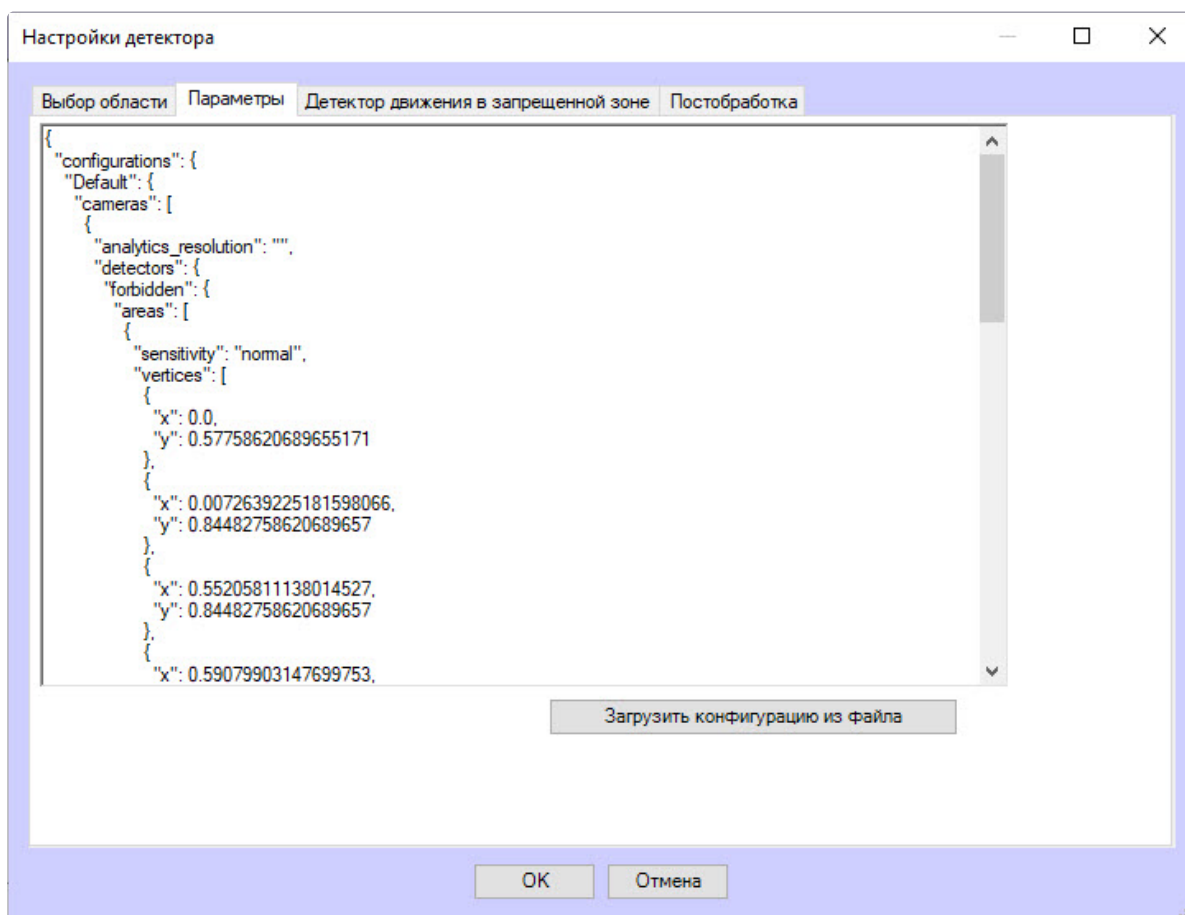 Настройки детектора
Выбор области Параметры Детектор движения в запрещенной зоне Постобработка
{
"configurations": {
"Default": {
"cameras": [
{
"analytics_resolution": "",
"detectors": {
"forbidden": {
"areas": [
{
"sensitivity": "normal",
"vertices": [
{
"x": 0.0,
"y": 0.57758620689655171
},
{
"x": 0.0072639225181598066,
"y": 0.84482758620689657
},
{
"x": 0.55205811138014527,
"y": 0.84482758620689657
},
{
"x": 0.59079903147699753,
Загрузить конфигурацию из файла
OK Отмена